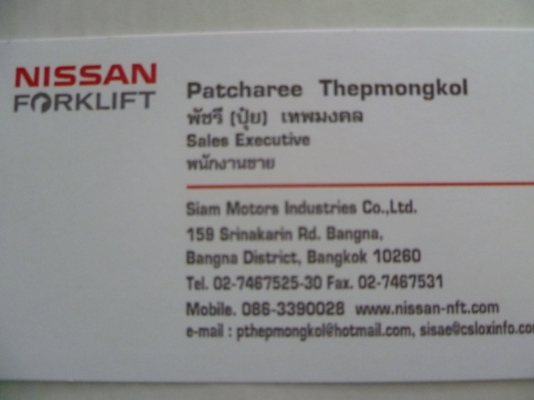 NISSAN
FORKLIFT
Patcharee Thepmongkol
พัชรี (ปุ๋ย) เทพมงคล
Sales Executive
พนักงานขาย
Siam Motors Industries Co.,Ltd.
159 Srinakarin Rd. Bangna,
Bangna District, Bangkok 10260
Tel. 02-7467525-30 Fax. 02-7467531
Mobile. 086-3390028 www.nissan-nft.com
e-mail : pthepmongkol@hotmail.com, sisae@csloxinfo.co